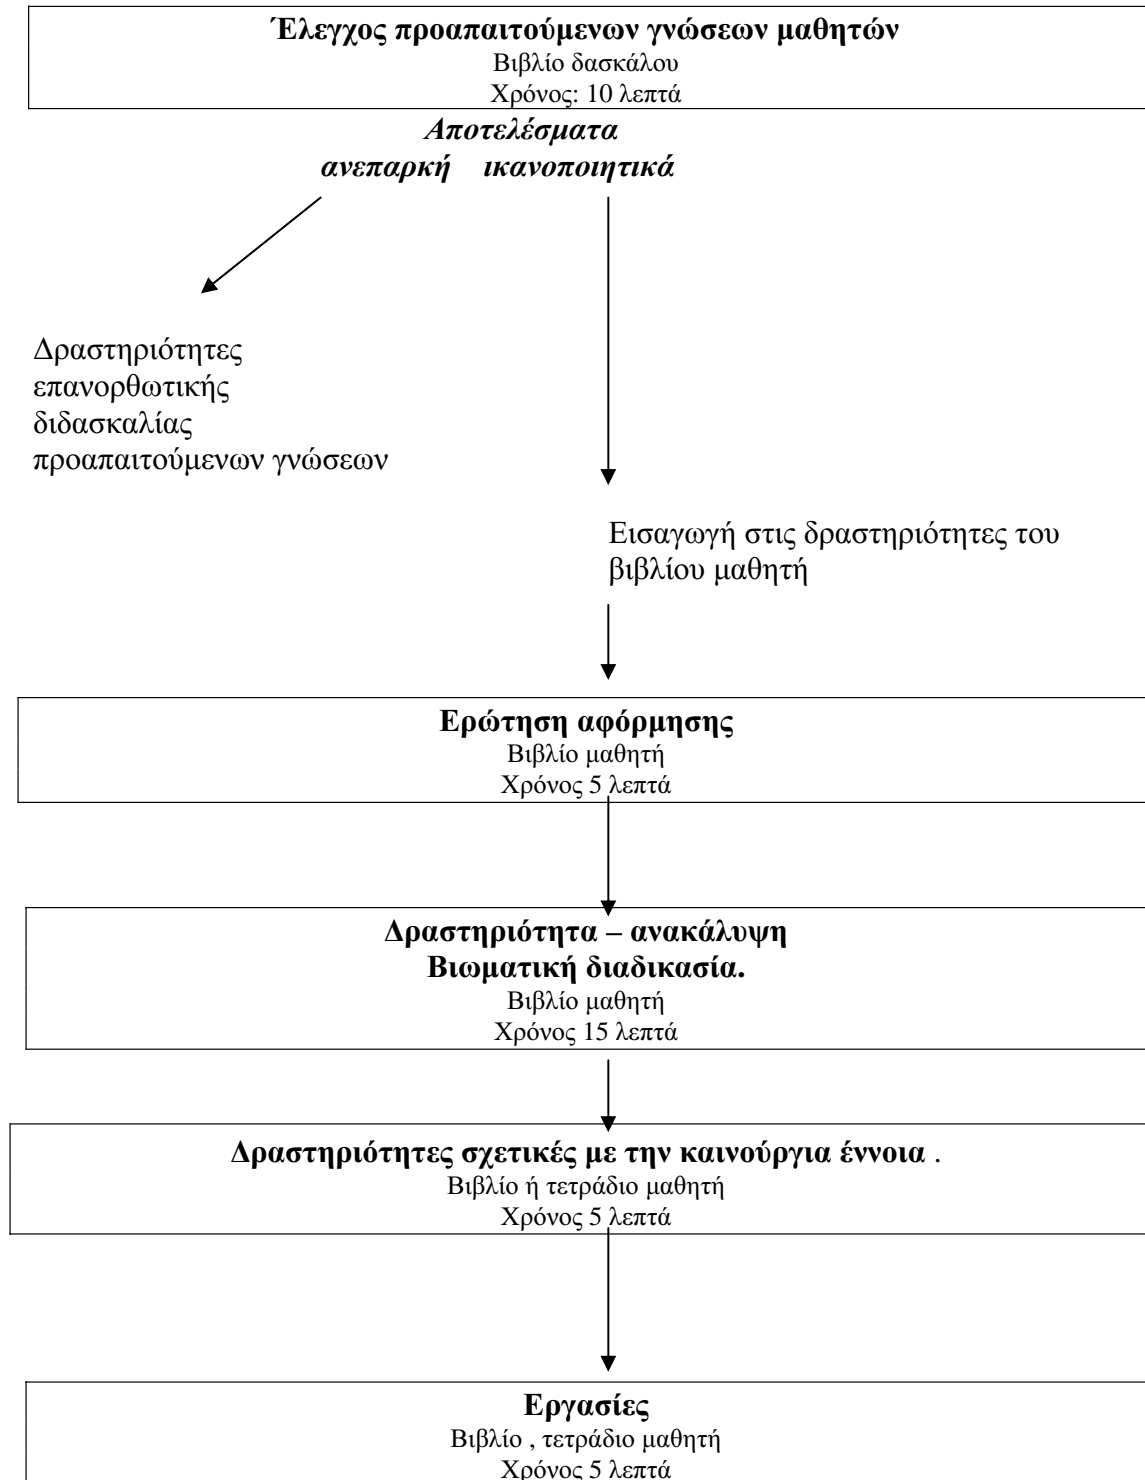 Έλεγχος προαπαιτούμενων γνώσεων μαθητών
Βιβλίο δασκάλου
Χρόνος: 10 λεπτά
Αποτελέσματα
ανεπαρκή ικανοποιητικά
Δραστηριότητες
επανορθωτικής
διδασκαλίας
προαπαιτούμενων γνώσεων
Εισαγωγή στις δραστηριότητες του
βιβλίου μαθητή
Ερώτηση αφόρμησης
Βιβλίο μαθητή
Χρόνος 5 λεπτά
Δραστηριότητα – ανακάλυψη
Βιωματική διαδικασία.
Βιβλίο μαθητή
Χρόνος 15 λεπτά
Δραστηριότητες σχετικές με την καινούργια έννοια .
Βιβλίο ή τετράδιο μαθητή
Χρόνος 5 λεπτά
Εργασίες
Βιβλίο , τετράδιο μαθητή
Χρόνος 5 λεπτά